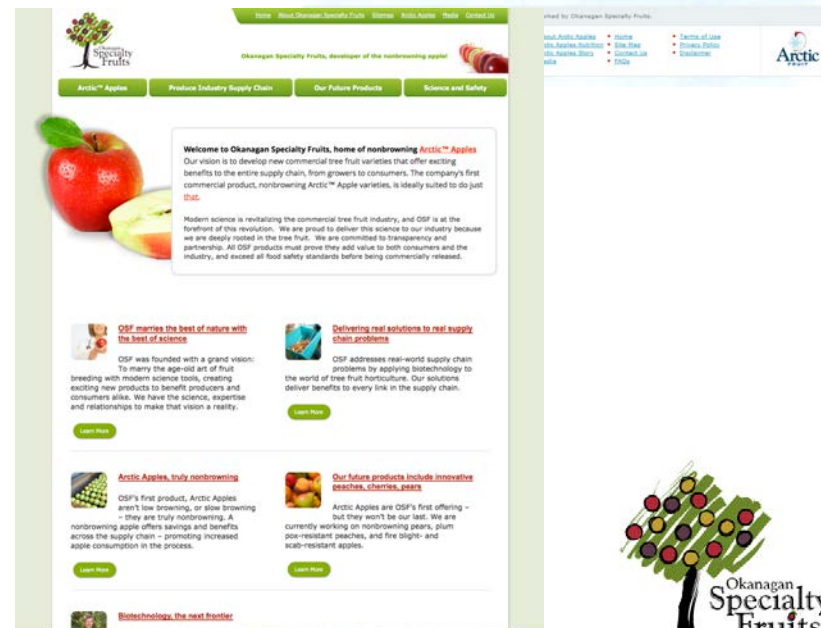 Home About Okanagan Specialty Fruits Sitemap Arctic Apples Media Contact Us
Okanagan
Specialty
Fruits
Okanagan Specialty Fruits, developer of the nonbrowning apple!
Arctic™ Apples Produce Industry Supply Chain Our Future Products Science and Safety
Welcome to Okanagan Specialty Fruits, home of nonbrowning Arctic™ Apples
Our vision is to develop new commercial tree fruit varieties that offer exciting
benefits to the entire supply chain, from growers to consumers. The company's first
commercial product, nonbrowning Arctic™ Apple varieties, is ideally suited to do just
that.
Modern science is revitalizing the commercial tree fruit industry, and OSF is at the
forefront of this revolution. We are proud to deliver this science to our industry because
we are deeply rooted in the tree fruit. We are committed to transparency and
partnership. All OSF products must prove they add value to both consumers and the
industry, and exceed all food safety standards before being commercially released.
OSF marries the best of nature with
the best of science
OSF was founded with a grand vision:
To marry the age-old art of fruit
breeding with modern science tools, creating
exciting new products to benefit producers and
consumers alike. We have the science, expertise
and relationships to make that vision a reality.
Learn More
Delivering real solutions to real supply
chain problems
OSF addresses real-world supply chain
problems by applying biotechnology to
the world of tree fruit horticulture. Our solutions
deliver benefits to every link in the supply chain.
Learn More
Arctic Apples, truly nonbrowning
OSF's first product, Arctic Apples
aren't low browning, or slow browning
– they are truly nonbrowning. A
nonbrowning apple offers savings and benefits
across the supply chain – promoting increased
apple consumption in the process.
Learn More
Our future products include innovative
peaches, cherries, pears
Arctic Apples are OSF's first offering –
but they won't be our last. We are
currently working on nonbrowning pears, plum
pox-resistant peaches, and fire blight- and
scab-resistant apples.
Learn More
Biotechnology, the next frontier
by Okanagan Specialty Fruits.
Arctic Apples
Apples Nutrition
Apples Story
Home
Site Map
Contact Us
FAQs
Terms of Use
Privacy Policy
Disclaimer
Arctic
FRUIT
Okanagan
Specialty
Fruits